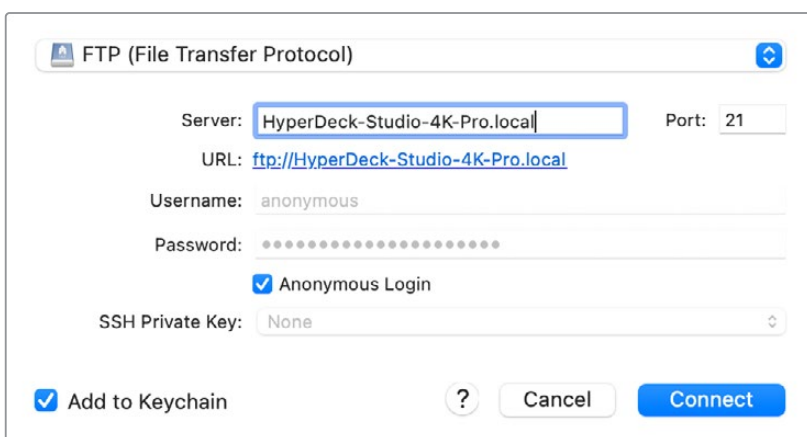 FTP (File Transfer Protocol)
Server: HyperDeck-Studio-4K-Pro.local Port: 21
URL: ftp://HyperDeck-Studio-4K-Pro.local
Username: anonymous
Password: ●●●●●●●●●●●●●●●●●●●●●
Anonymous Login
SSH Private Key: None
Add to Keychain ? Cancel Connect